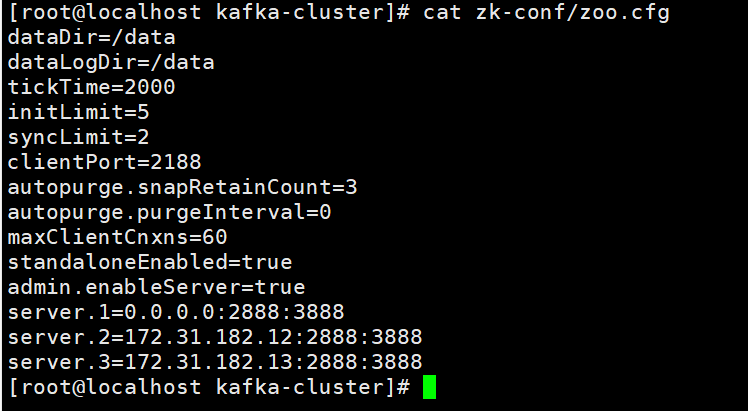 [root@localhost kafka-cluster]# cat zk-conf/zoo.cfg
dataDir=/data
dataLogDir=/data
tickTime=2000
initLimit=5
syncLimit=2
clientPort=2188
autopurge.snapRetainCount=3
autopurge.purgeInterval=0
maxClientCnxns=60
standaloneEnabled=true
admin.enableServer=true
server.1=0.0.0.0:2888:3888
server.2=172.31.182.12:2888:3888
server.3=172.31.182.13:2888:3888
[root@localhost kafka-cluster]#